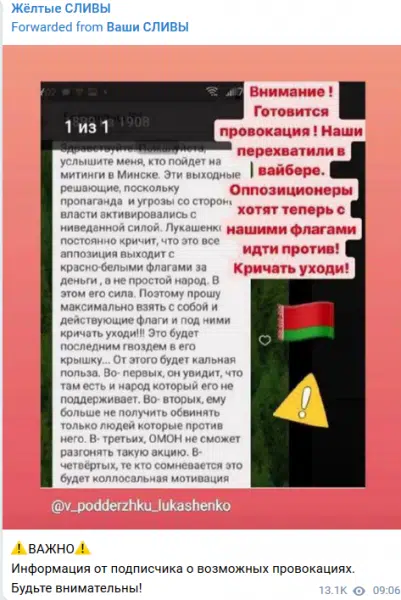 Жёлтые СЛИВЫ
Forwarded from Ваши СЛИВЫ
1 из 1
1908
Внимание !
Готовится
провокация ! Наши
перехватили в
вайбере.
Оппозиционеры
хотят теперь с
нашими флагами
идти против!
Кричать уходи!
Здравствуйте. Пожалуйста,
услышите меня, кто пойдет на
митинги в Минске. Эти выходные
решающие, поскольку
пропаганда и угрозы со сторон
власти активировались с
ниведанной силой. Лукашенк
постоянно кричит, что это все
аппозиция выходит с
красно-белыми флагами за
деньги , а не простой народ. В
этом его сила. Поэтому прошу
максимально взять с собой и
действующие флаги и под ними
кричать уходи!!! Это будет
последним гвоздем в его
крышку... От этого будет кальная
польза. Во- первых, он увидит, что
там есть и народ который его не
поддерживает. Во- вторых, ему
больше не получить обвинять
только людей которые против
него. В- третьих, ОМОН не сможет
разгонять такую акцию. В-
четвёртых, те кто сомневается это
будет коллосальная мотивация
@v_podderzhku_lukashenko
⚠️ВАЖНО⚠️
Информация от подписчика о возможных провокациях.
Будьте внимательны!
13.1K 09:06